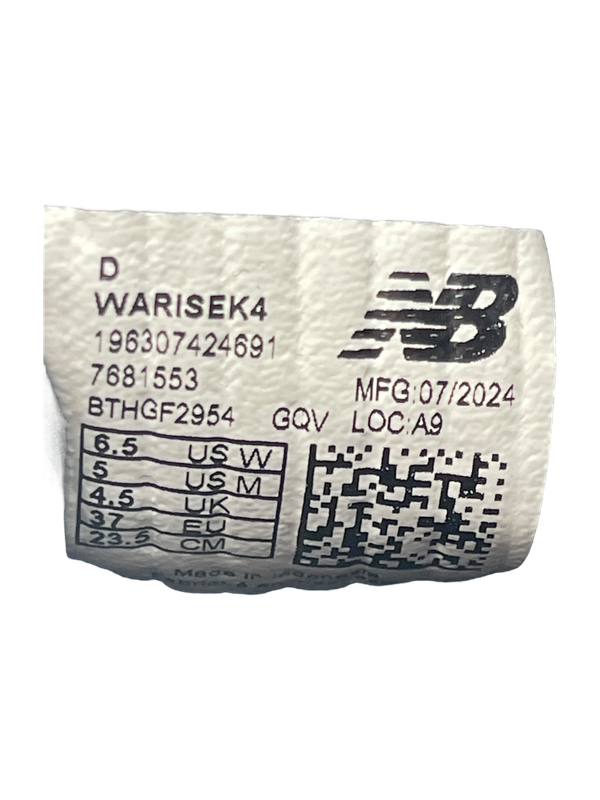 D
WARISEK4
196307424691
7681553
BTHGF2954 GQV
NB
MFG:07/2024
LOC:A9
6.5 US W
5 US M
4.5 UK
37 EU
23.5 CM
Made in Indonesia